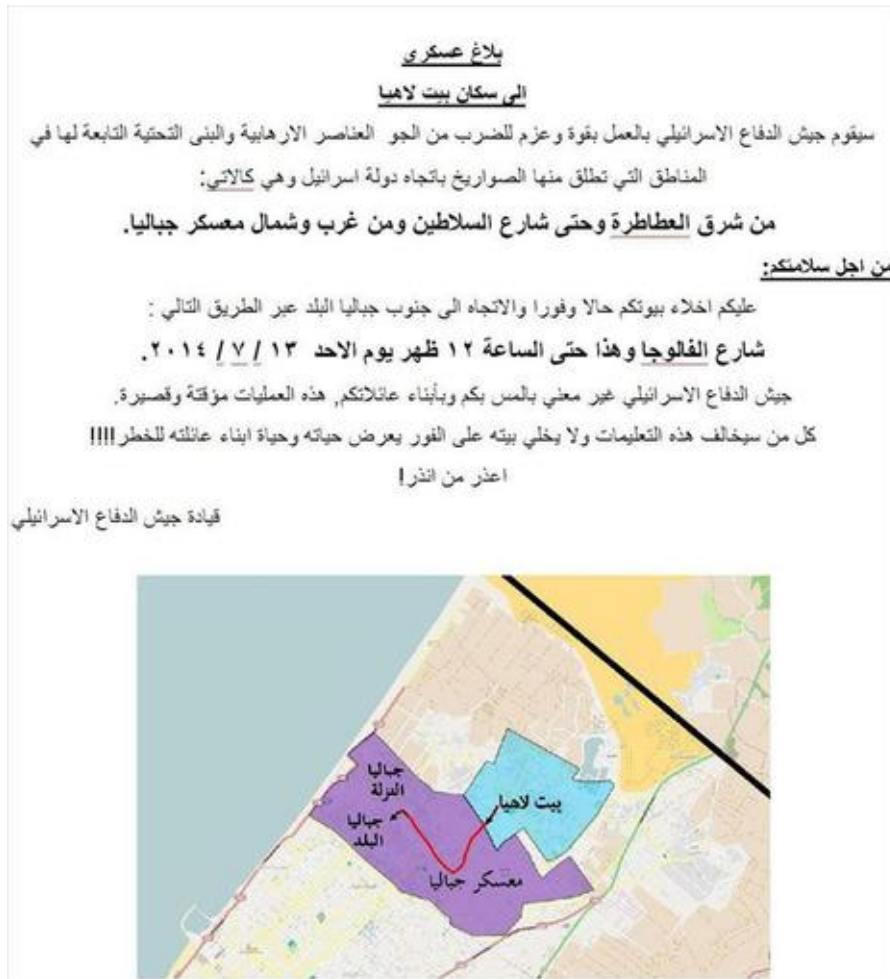 بلاغ عسكري
الى سكان بيت لاهيا
سيقوم جيش الدفاع الاسرائيلي بالعمل بقوة وعزم للضرب من الجو العناصر الارهابية والبنى التحتية التابعة لها في
المناطق التي تطلق منها الصواريخ باتجاه دولة اسرائيل وهي كالاتي:
من شرق العطاطرة وحتى شارع السلاطين ومن غرب وشمال معسكر جباليا.
من اجل سلامتكم:
عليكم اخلاء بيوتكم حالا وفورا والاتجاه الى جنوب جباليا البلد عبر الطريق التالي :
شارع الفالوجا وهذا حتى الساعة ١٢ ظهر يوم الاحد ١٣ / ٧ / ٢٠١٤.
جيش الدفاع الاسرائيلي غير معني بالمس بكم وبأبناء عائلاتكم, هذه العمليات مؤقتة وقصيرة.
كل من سيخالف هذه التعليمات ولا يخلي بيته على الفور يعرض حياته وحياة ابناء عائلته للخطر!!!!
اعذر من انذر!
قيادة جيش الدفاع الاسرائيلي
جباليا
النزلة
بيت لاهيا
جباليا
البلد
معسكر جباليا